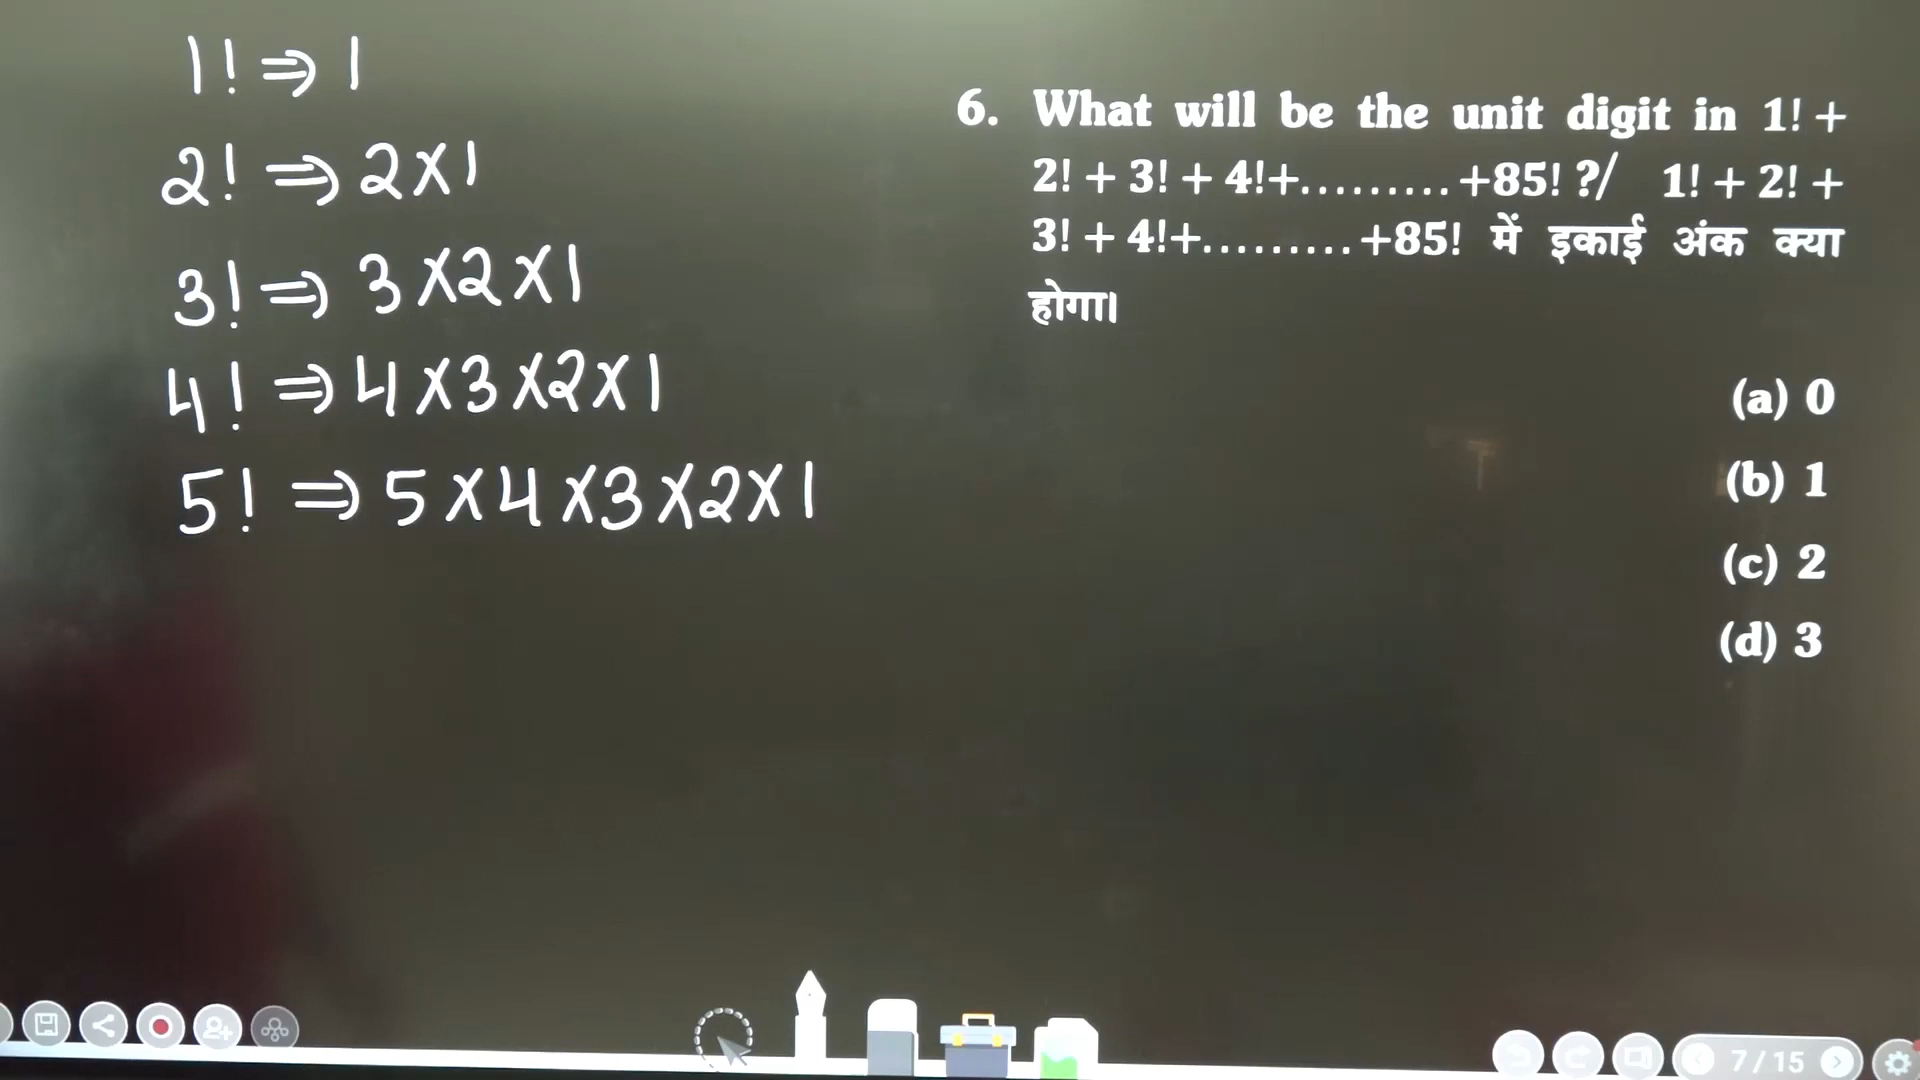 1! ⇒ 1
2! ⇒ 2×1
3! ⇒ 3×2×1
4! ⇒ 4×3×2×1
5! ⇒ 5×4×3×2×1
6. What will be the unit digit in 1! +
2! + 3! + 4!+.........+85! ?/ 1! + 2! +
3! + 4!+.........+85! में इकाई अंक क्या
होगा।
(a) 0
(b) 1
(c) 2
(d) 3
7/15